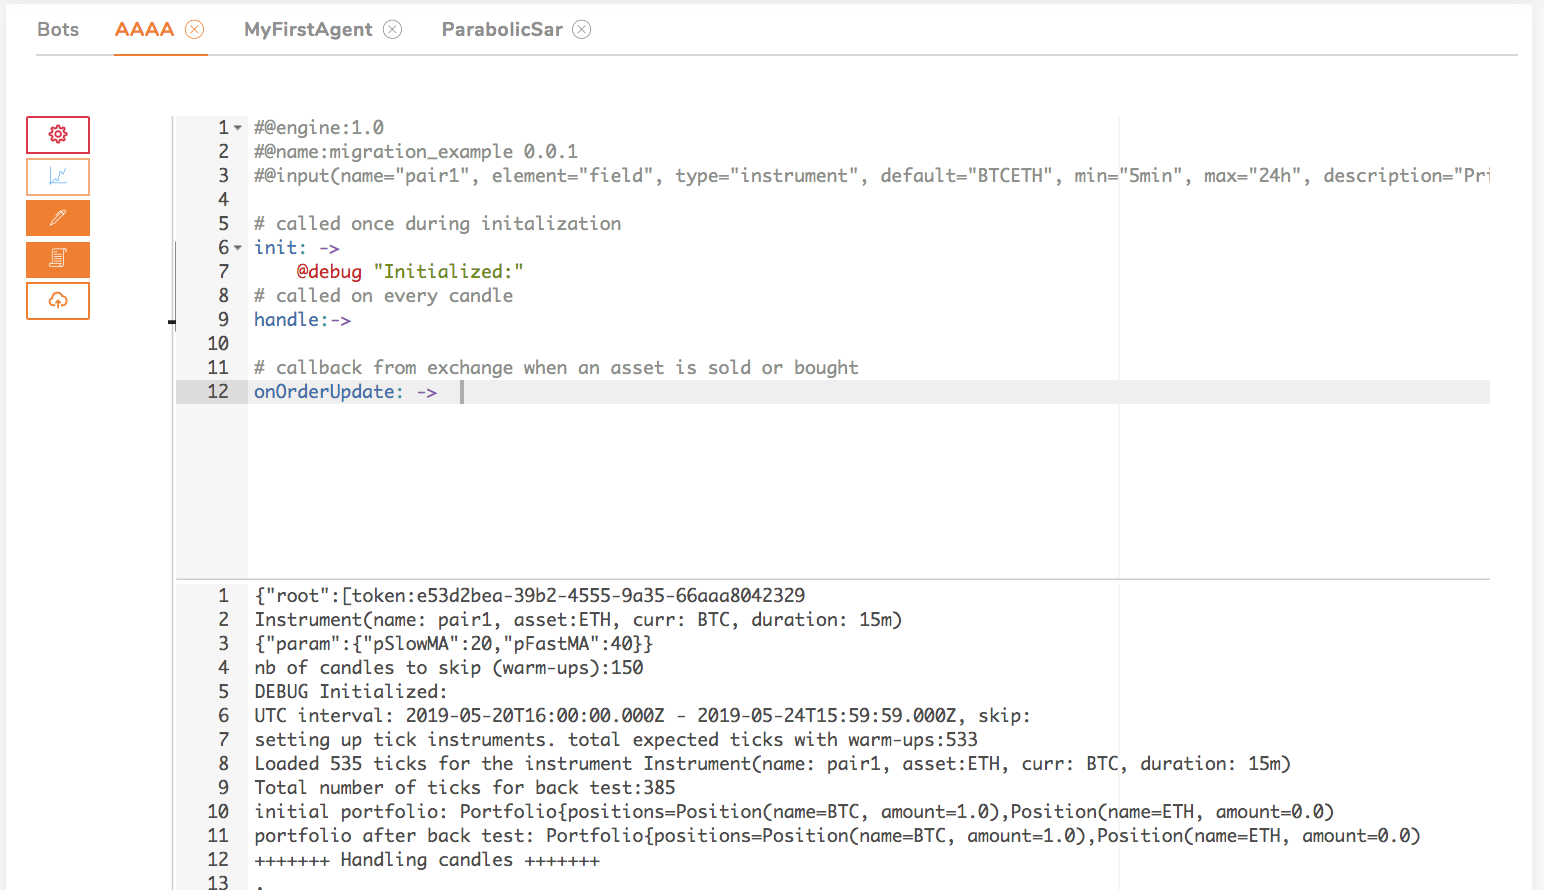 Bots AAAA MyFirstAgent ParabolicSar
1 #@engine:1.0
2 #@name:migration_example 0.0.1
3 #@input(name="pair1", element="field", type="instrument", default="BTCETH", min="5min", max="24h", description="Pri
4
5 # called once during initalization
6 init: ->
7 @debug "Initialized:"
8 # called on every candle
9 handle:->
10
11 # callback from exchange when an asset is sold or bought
12 onOrderUpdate: ->
1 {"root":[token:e53d2bea-39b2-4555-9a35-66aaa8042329
2 Instrument(name: pair1, asset:ETH, curr: BTC, duration: 15m)
3 {"param":{"pSlowMA":20,"pFastMA":40}}
4 nb of candles to skip (warm-ups):150
5 DEBUG Initialized:
6 UTC interval: 2019-05-20T16:00:00.000Z - 2019-05-24T15:59:59.000Z, skip:
7 setting up tick instruments. total expected ticks with warm-ups:533
8 Loaded 535 ticks for the instrument Instrument(name: pair1, asset:ETH, curr: BTC, duration: 15m)
9 Total number of ticks for back test:385
10 initial portfolio: Portfolio{positions=Position(name=BTC, amount=1.0),Position(name=ETH, amount=0.0)
11 portfolio after back test: Portfolio{positions=Position(name=BTC, amount=1.0),Position(name=ETH, amount=0.0)
12 +++++++ Handling candles +++++++
13